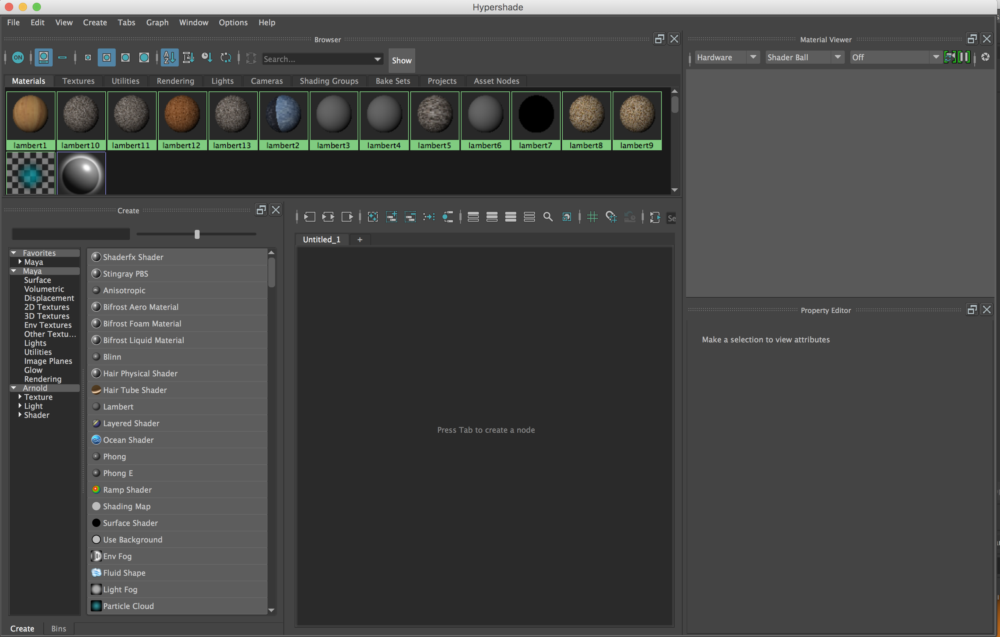 Hypershade
File Edit View Create Tabs Graph Window Options Help
Browser
Material Viewer
ON
Search...
Show
Hardware
Shader Ball
Off
Materials Textures Utilities Rendering Lights Cameras Shading Groups Bake Sets Projects Asset Nodes
lambert1 lambert10 lambert11 lambert12 lambert13 lambert2 lambert3 lambert4 lambert5 lambert6 lambert7 lambert8 lambert9
Create
Se
Untitled_1 +
Favorites
Maya
Maya
Surface
Volumetric
Displacement
2D Textures
3D Textures
Env Textures
Other Textu...
Lights
Utilities
Image Planes
Glow
Rendering
Arnold
Texture
Light
Shader
Shaderfx Shader
Stingray PBS
Anisotropic
Bifrost Aero Material
Bifrost Foam Material
Bifrost Liquid Material
Blinn
Hair Physical Shader
Hair Tube Shader
Lambert
Layered Shader
Ocean Shader
Phong
Phong E
Ramp Shader
Shading Map
Surface Shader
Use Background
Env Fog
Fluid Shape
Light Fog
Particle Cloud
Press Tab to create a node
Property Editor
Make a selection to view attributes
Create Bins